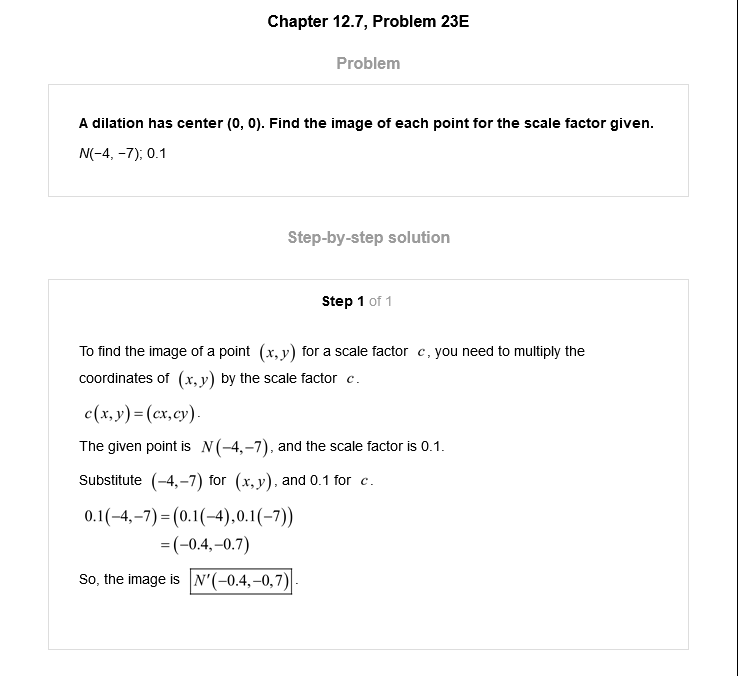 Chapter 12.7, Problem 23E
Problem
A dilation has center (0, 0). Find the image of each point for the scale factor given.
N(−4, −7); 0.1
Step-by-step solution
Step 1 of 1
To find the image of a point (x, y) for a scale factor c, you need to multiply the
coordinates of (x, y) by the scale factor c.
c(x, y) = (cx, cy).
The given point is N(−4,−7), and the scale factor is 0.1.
Substitute (−4,−7) for (x, y), and 0.1 for c.
0.1(−4,−7) = (0.1(−4),0.1(−7))
= (−0.4,−0.7)
So, the image is N′(−0.4,−0,7).